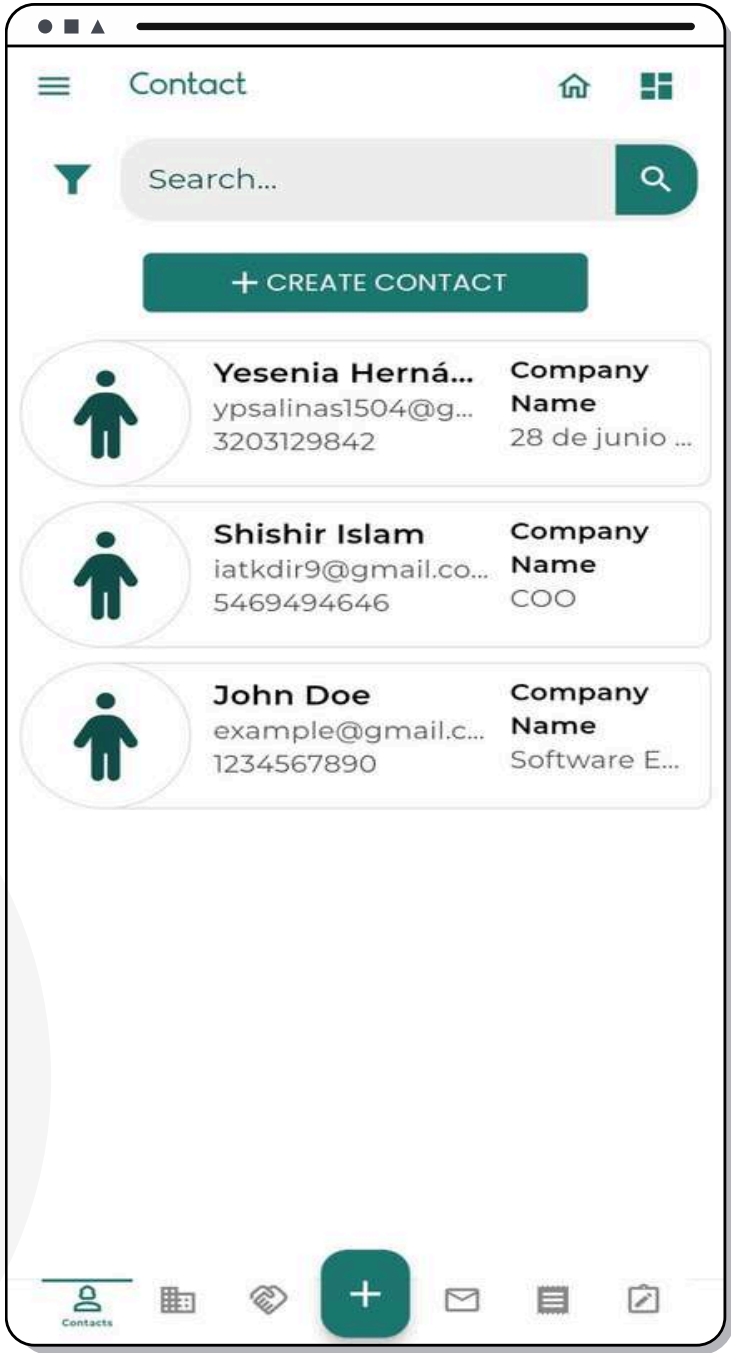 Contact
Search...
+ CREATE CONTACT
Yesenia Herná...
ypsalinas1504@g...
3203129842
Company
Name
28 de junio ...
Shishir Islam
iatkdir9@gmail.co...
5469494646
Company
Name
COO
John Doe
example@gmail.c...
1234567890
Company
Name
Software E...
Contacts